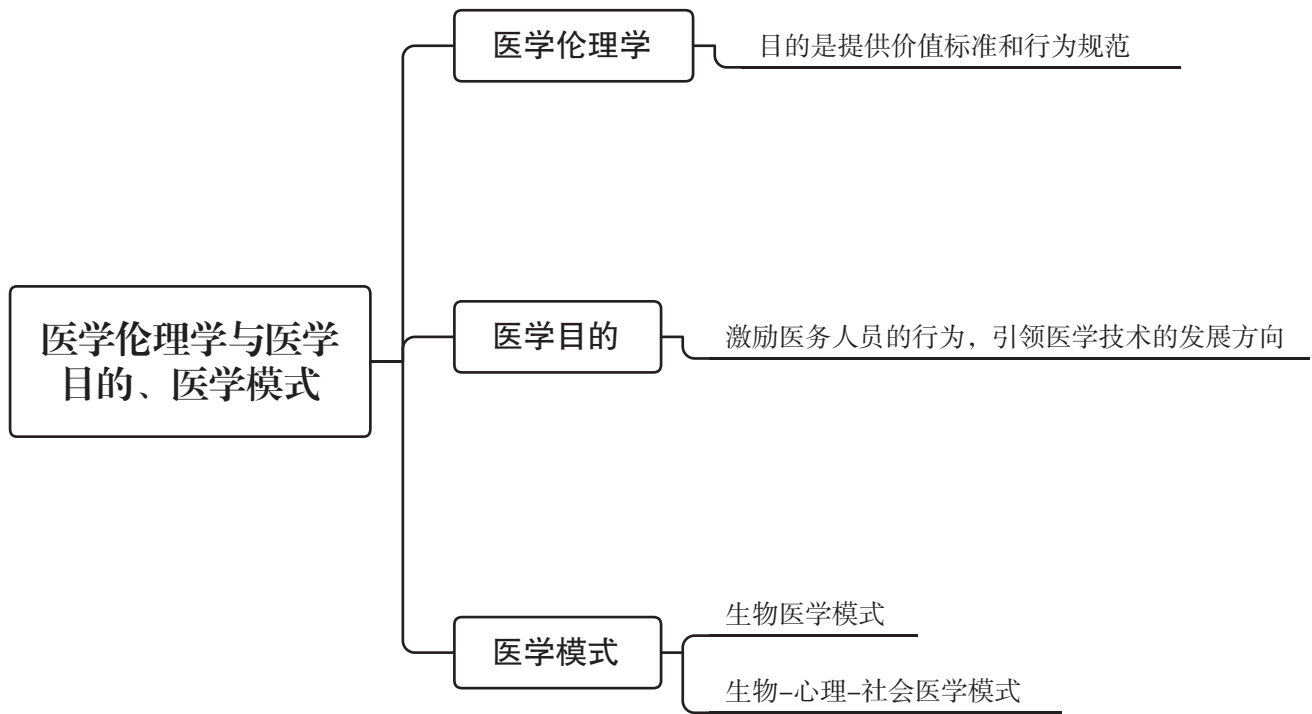 医学伦理学与医学
目的、医学模式
医学伦理学
目的是提供价值标准和行为规范
医学目的
激励医务人员的行为，引领医学技术的发展方向
医学模式
生物医学模式
生物–心理–社会医学模式